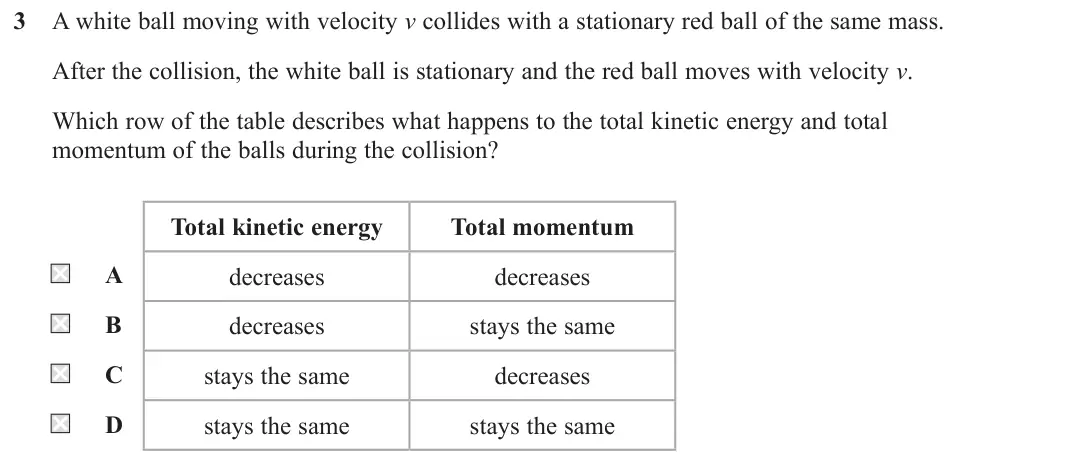 3 A white ball moving with velocity v collides with a stationary red ball of the same mass.
After the collision, the white ball is stationary and the red ball moves with velocity v.
Which row of the table describes what happens to the total kinetic energy and total
momentum of the balls during the collision?
Total kinetic energy Total momentum
A decreases decreases
B decreases stays the same
C stays the same decreases
D stays the same stays the same